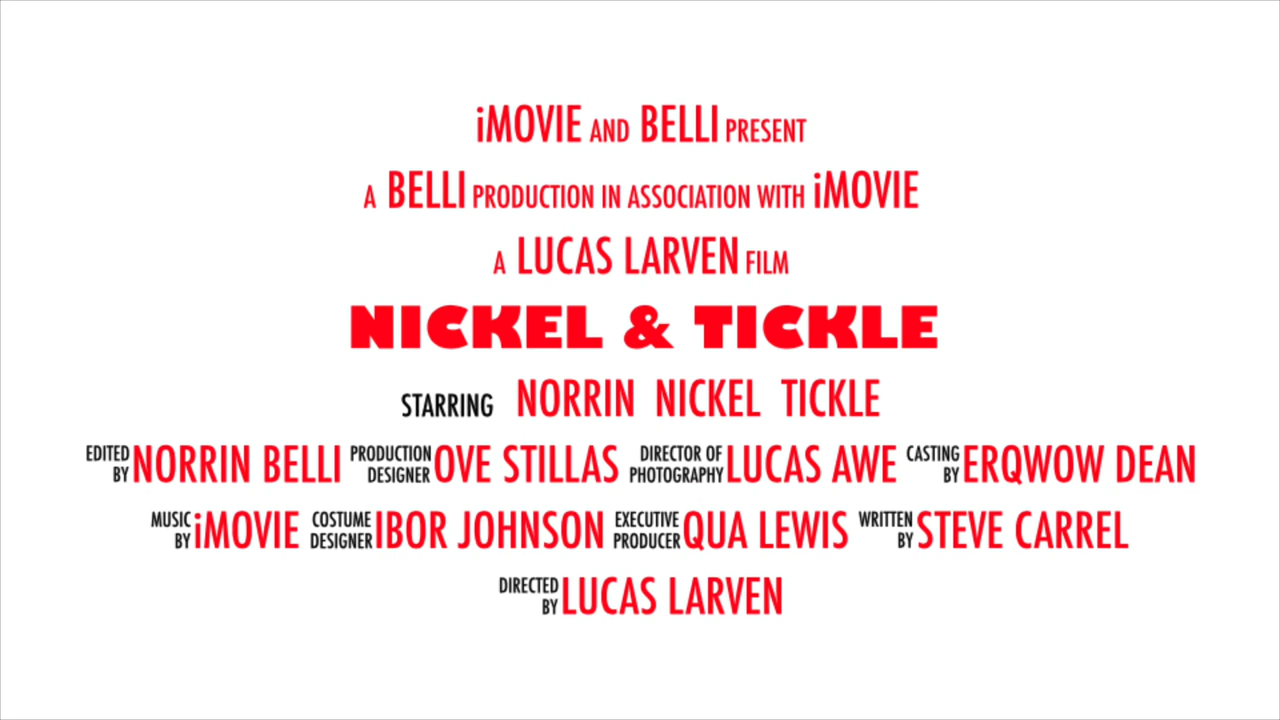 iMOVIE AND BELLI PRESENT
A BELLI PRODUCTION IN ASSOCIATION WITH iMOVIE
A LUCAS LARVEN FILM
NICKEL & TICKLE
STARRING NORRIN NICKEL TICKLE
EDITED BY NORRIN BELLI PRODUCTION DESIGNER OVE STILLAS DIRECTOR OF PHOTOGRAPHY LUCAS AWE CASTING BY ERQWOW DEAN
MUSIC BY iMOVIE COSTUME DESIGNER IBOR JOHNSON EXECUTIVE PRODUCER QUA LEWIS WRITTEN BY STEVE CARREL
DIRECTED BY LUCAS LARVEN